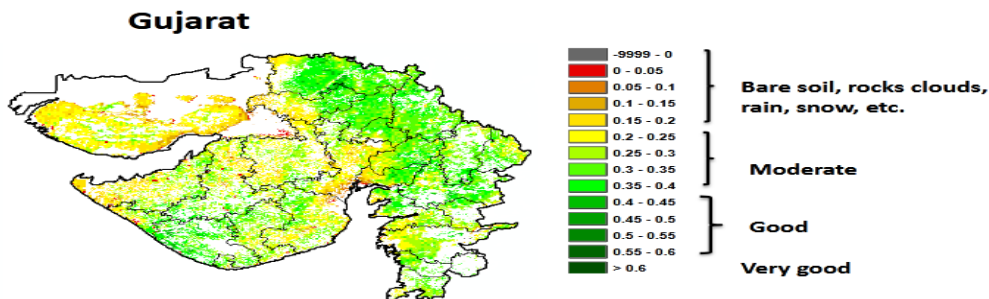 Gujarat
-9999 - 0
0 - 0.05
0.05 - 0.1
0.1 - 0.15
0.15 - 0.2
0.2 - 0.25
0.25 - 0.3
0.3 - 0.35
0.35 - 0.4
0.4 - 0.45
0.45 - 0.5
0.5 - 0.55
0.55 - 0.6
> 0.6
Bare soil, rocks clouds,
rain, snow, etc.
Moderate
Good
Very good